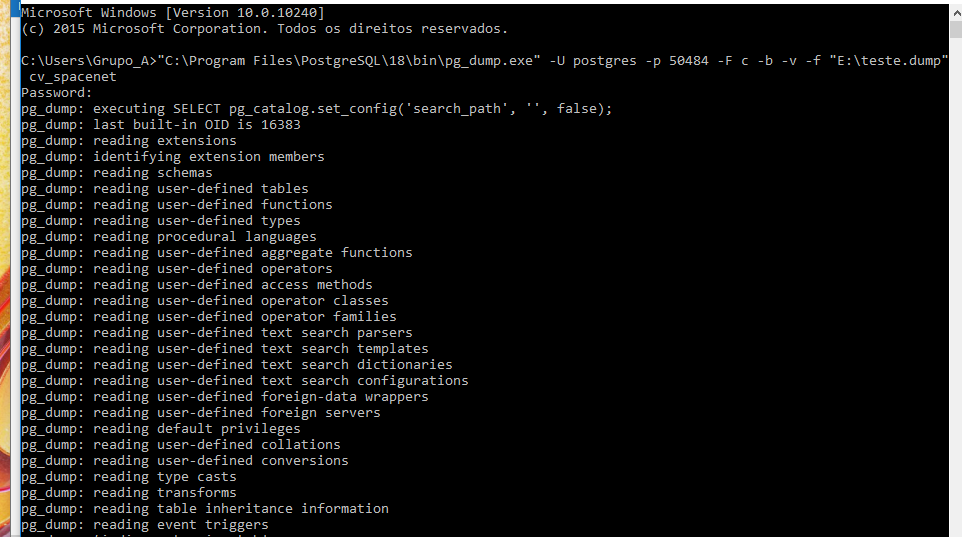 Microsoft Windows [Version 10.0.10240]
(c) 2015 Microsoft Corporation. Todos os direitos reservados.
C:\Users\Grupo_A>"C:\Program Files\PostgreSQL\18\bin\pg_dump.exe" -U postgres -p 50484 -F c -b -v -f "E:\teste.dump"
cv_spacenet
Password:
pg_dump: executing SELECT pg_catalog.set_config('search_path', '', false);
pg_dump: last built-in OID is 16383
pg_dump: reading extensions
pg_dump: identifying extension members
pg_dump: reading schemas
pg_dump: reading user-defined tables
pg_dump: reading user-defined functions
pg_dump: reading user-defined types
pg_dump: reading procedural languages
pg_dump: reading user-defined aggregate functions
pg_dump: reading user-defined operators
pg_dump: reading user-defined access methods
pg_dump: reading user-defined operator classes
pg_dump: reading user-defined operator families
pg_dump: reading user-defined text search parsers
pg_dump: reading user-defined text search templates
pg_dump: reading user-defined text search dictionaries
pg_dump: reading user-defined text search configurations
pg_dump: reading user-defined foreign-data wrappers
pg_dump: reading user-defined foreign servers
pg_dump: reading default privileges
pg_dump: reading user-defined collations
pg_dump: reading user-defined conversions
pg_dump: reading type casts
pg_dump: reading transforms
pg_dump: reading table inheritance information
pg_dump: reading event triggers